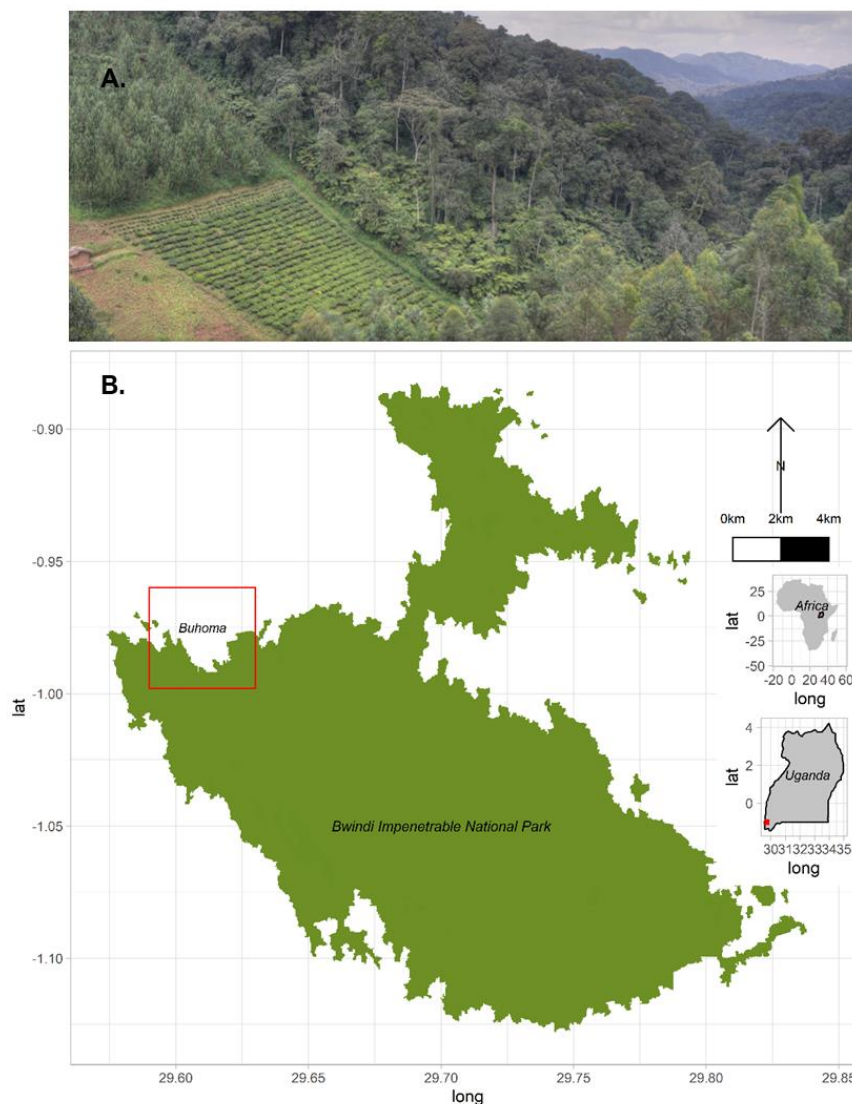 A.
B.
-0.90
-0.95
-1.00
-1.05
-1.10
lat
29.60 29.65 29.70 29.75 29.80 29.85
long
Buhoma
Bwindi Impenetrable National Park
N
0km 2km 4km
25
0
-25
-50
lat
Africa
-20 0 20 40 60
long
4
2
0
lat
Uganda
303132333435
long